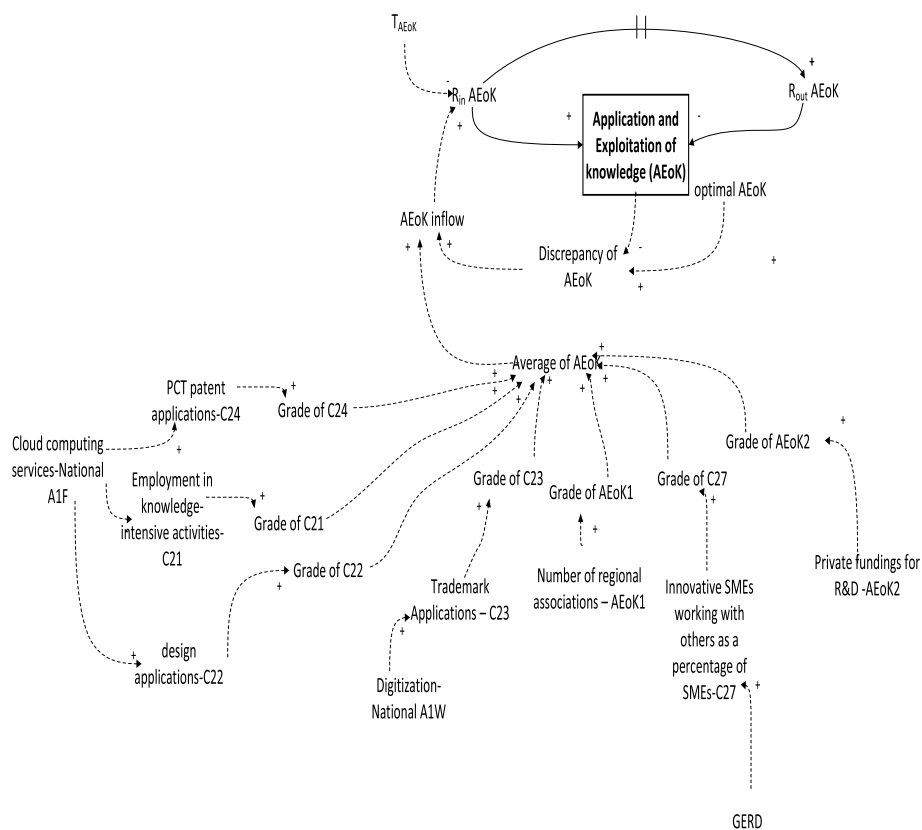 T AEoK
R in AEoK
R out AEoK
Application and
Exploitation of
knowledge (AEoK)
optimal AEoK
AEoK inflow
Discrepancy of
AEoK
Average of AEoK
PCT patent
applications-C24
Grade of C24
Cloud computing
services-National
A1F
Employment in
knowledge-
intensive activities-
C21
Grade of C21
Grade of C22
design
applications-C22
Grade of C23
Trademark
Applications – C23
Digitization-
National A1W
Grade of AEoK1
Number of regional
associations – AEoK1
Grade of C27
Innovative SMEs
working with
others as a
percentage of
SMEs-C27
GERD
Grade of AEoK2
Private fundings for
R&D -AEoK2